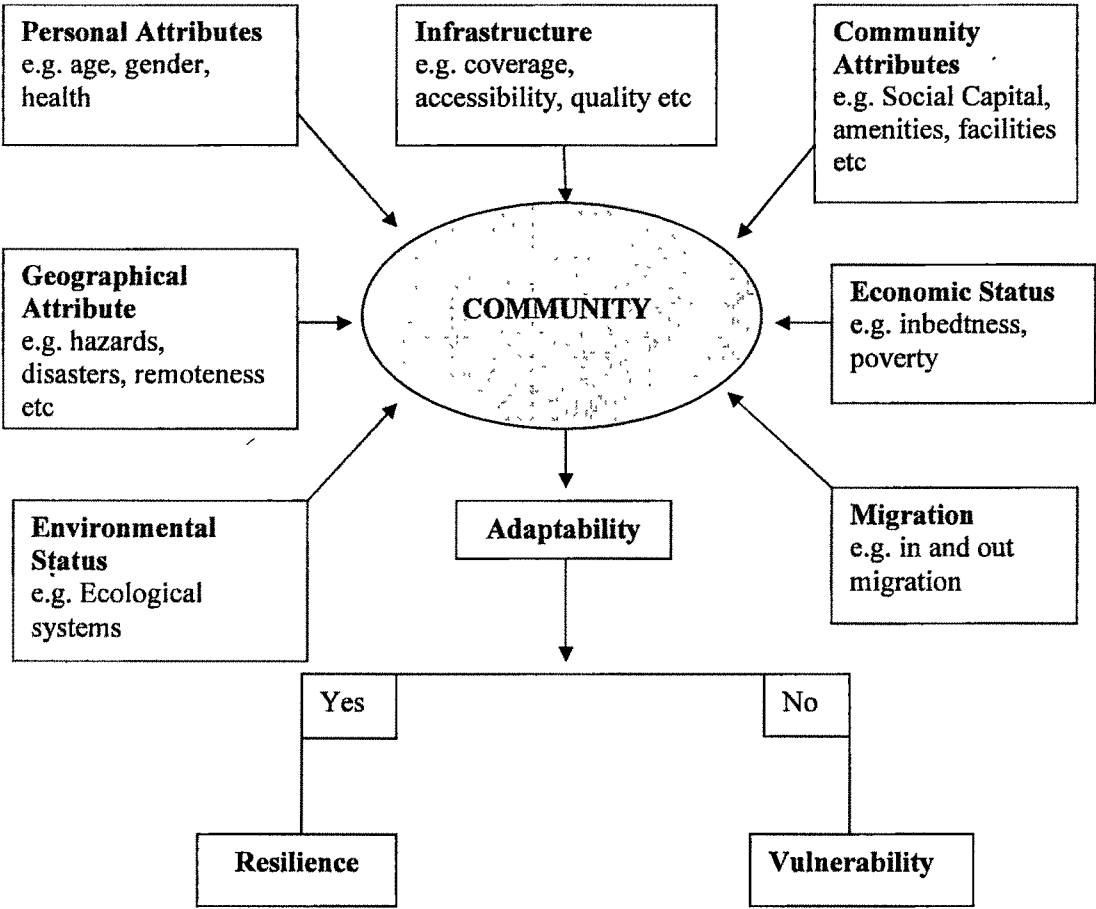 Personal Attributes
e.g. age, gender,
health
Infrastructure
e.g. coverage,
accessibility, quality etc
Community
Attributes
e.g. Social Capital,
amenities, facilities
etc
Geographical
Attribute
e.g. hazards,
disasters, remoteness
etc
COMMUNITY
Economic Status
e.g. inbedtness,
poverty
Environmental
Status
e.g. Ecological
systems
Adaptability
Migration
e.g. in and out
migration
Yes
No
Resilience
Vulnerability